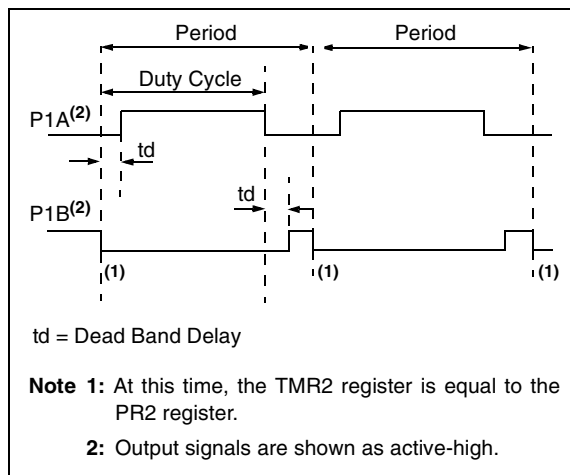 Period Period
Duty Cycle
P1A(2)
td
td
P1B(2)
(1) (1) (1)
td = Dead Band Delay
Note 1: At this time, the TMR2 register is equal to the
PR2 register.
2: Output signals are shown as active-high.